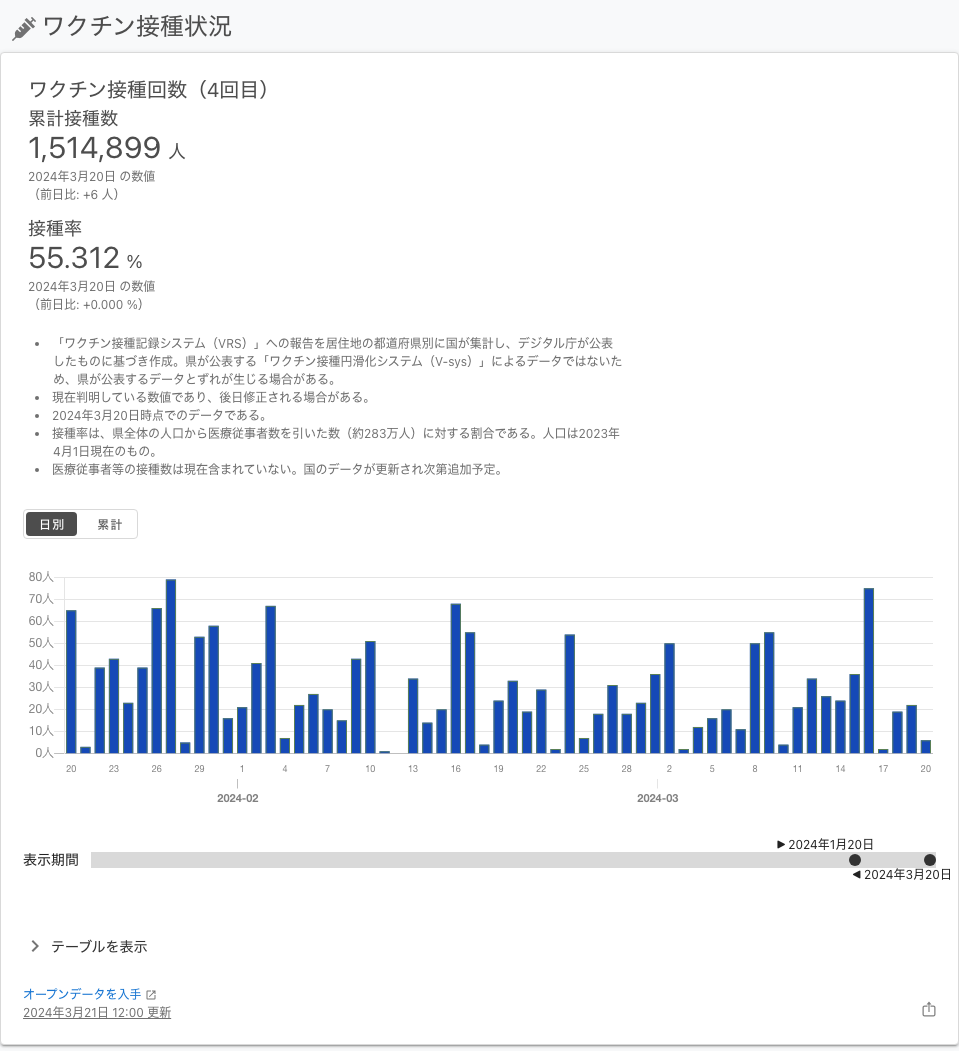 ワクチン接種状況
ワクチン接種回数（4回目）
累計接種数
1,514,899 人
2024年3月20日 の数値
（前日比: +6 人）
接種率
55.312 %
2024年3月20日 の数値
（前日比: +0.000 %）
「ワクチン接種記録システム（VRS）」への報告を居住地の都道府県別に国が集計し、デジタル庁が公表
したものに基づき作成。県が公表する「ワクチン接種円滑化システム（V-sys）」によるデータではないた
め、県が公表するデータとずれが生じる場合がある。
現在判明している数値であり、後日修正される場合がある。
2024年3月20日時点でのデータである。
接種率は、県全体の人口から医療従事者数を引いた数（約283万人）に対する割合である。人口は2023年
4月1日現在のもの。
医療従事者等の接種数は現在含まれていない。国のデータが更新され次第追加予定。
日別 累計
80人
70人
60人
50人
40人
30人
20人
10人
0人
20 23 26 29 1 4 7 10 13 16 19 22 25 28 2 5 8 11 14 17 20
2024-02 2024-03
▶ 2024年1月20日
表示期間
◀ 2024年3月20日
テーブルを表示
オープンデータを入手
2024年3月21日 12:00 更新